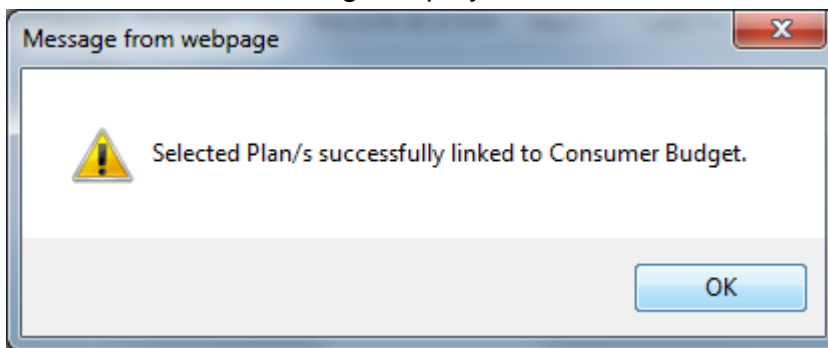 Message from webpage
Selected Plan/s successfully linked to Consumer Budget.
OK